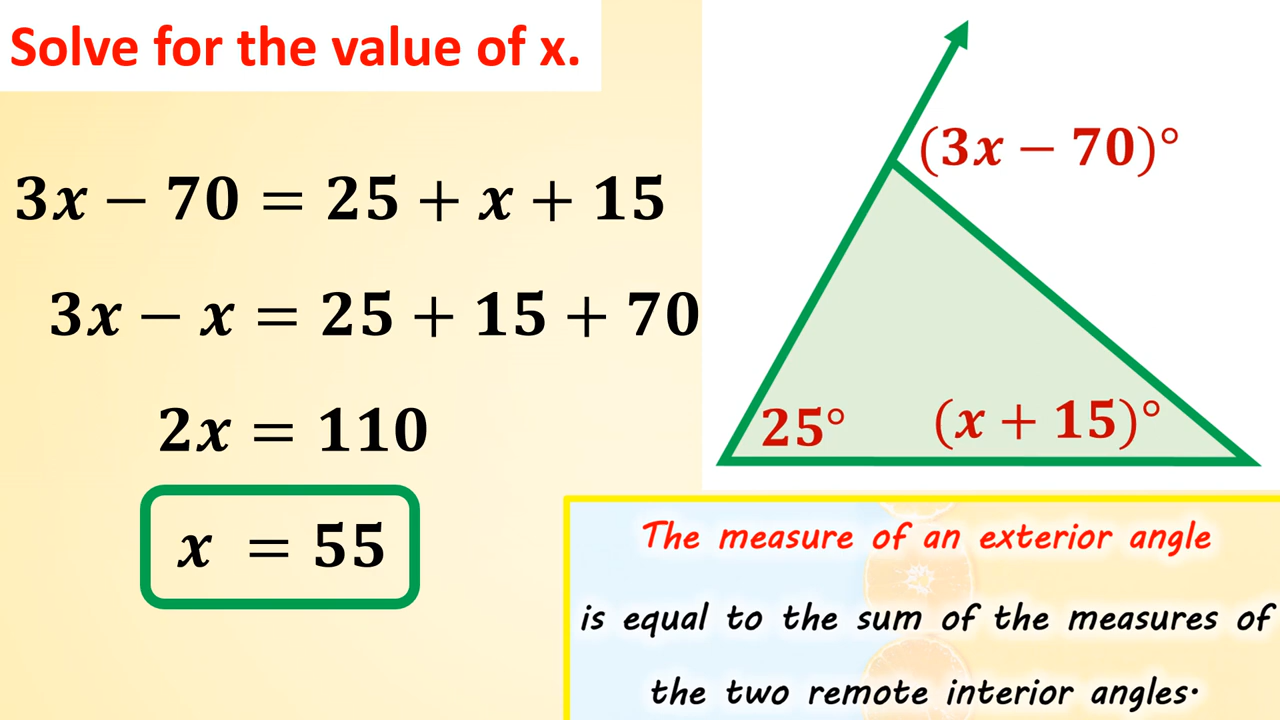 Solve for the value of x.
3x − 70 = 25 + x + 15
3x − x = 25 + 15 + 70
2x = 110
x = 55
(3x − 70)°
25°
(x + 15)°
The measure of an exterior angle
is equal to the sum of the measures of
the two remote interior angles.